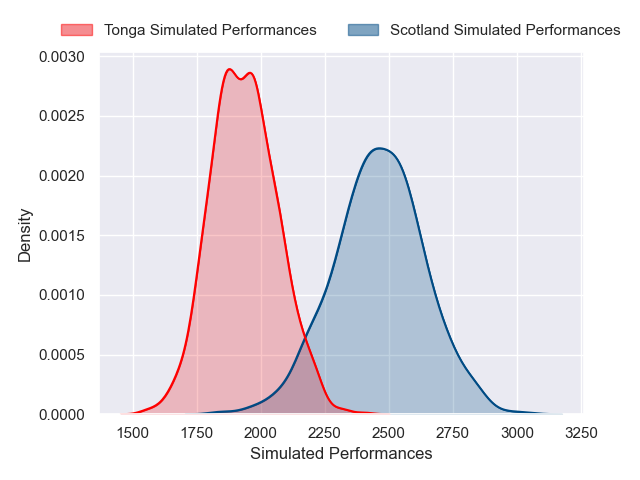 Tonga Simulated Performances
Scotland Simulated Performances
0.0030
0.0025
0.0020
0.0015
0.0010
0.0005
0.0000
Density
1500 1750 2000 2250 2500 2750 3000 3250
Simulated Performances